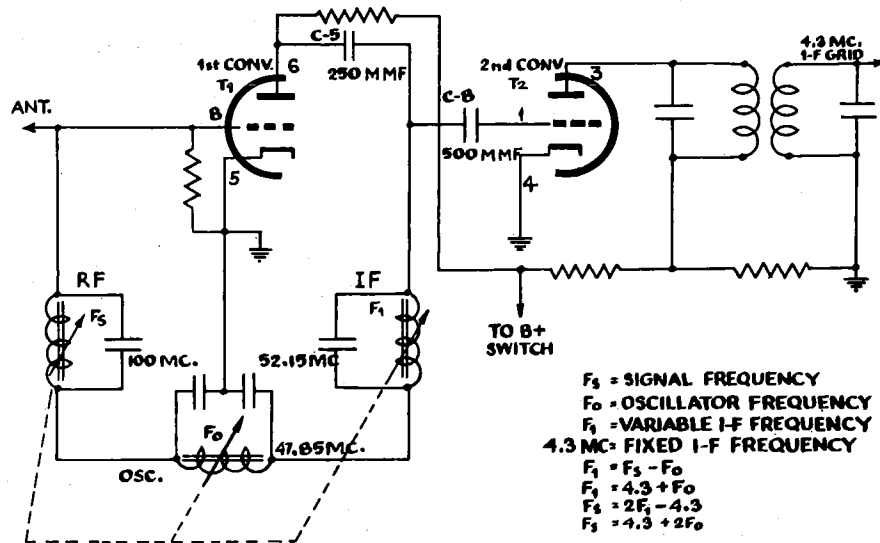 C-5
1st CONV. 6
250 MMF
T1
2nd CONV. 3
T2
4.3 MC.
I-F GRID
ANT.
8
C-8
1
500 MMF
5
4
RF
IF
FS
F1
100 MC.
52.15 MC
TO B+
SWITCH
FO
47.85 MC.
OSC.
FS = SIGNAL FREQUENCY
FO = OSCILLATOR FREQUENCY
F1 = VARIABLE I-F FREQUENCY
4.3 MC= FIXED I-F FREQUENCY
F1 = FS - FO
F1 = 4.3 + FO
FS = 2F1 - 4.3
FS = 4.3 + 2FO